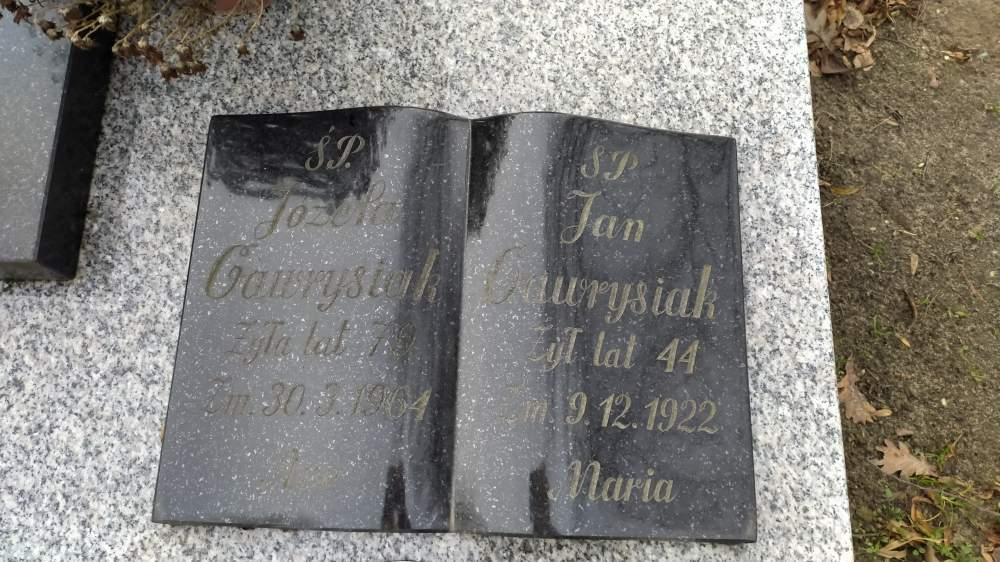 ŚP
Józefa
Gawrysiak
Żyła lat 79
Zm. 30.3.1964
Ave
ŚP
Jan
Gawrysiak
Żył lat 44
Zm. 9.12.1922
Maria